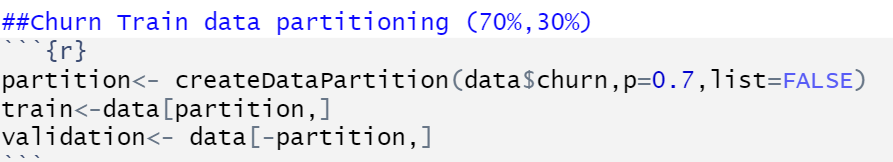 ##Churn Train data partitioning (70%,30%)
```{r}
partition<- createDataPartition(data$churn,p=0.7,list=FALSE)
train<-data[partition,]
validation<- data[-partition,]
```